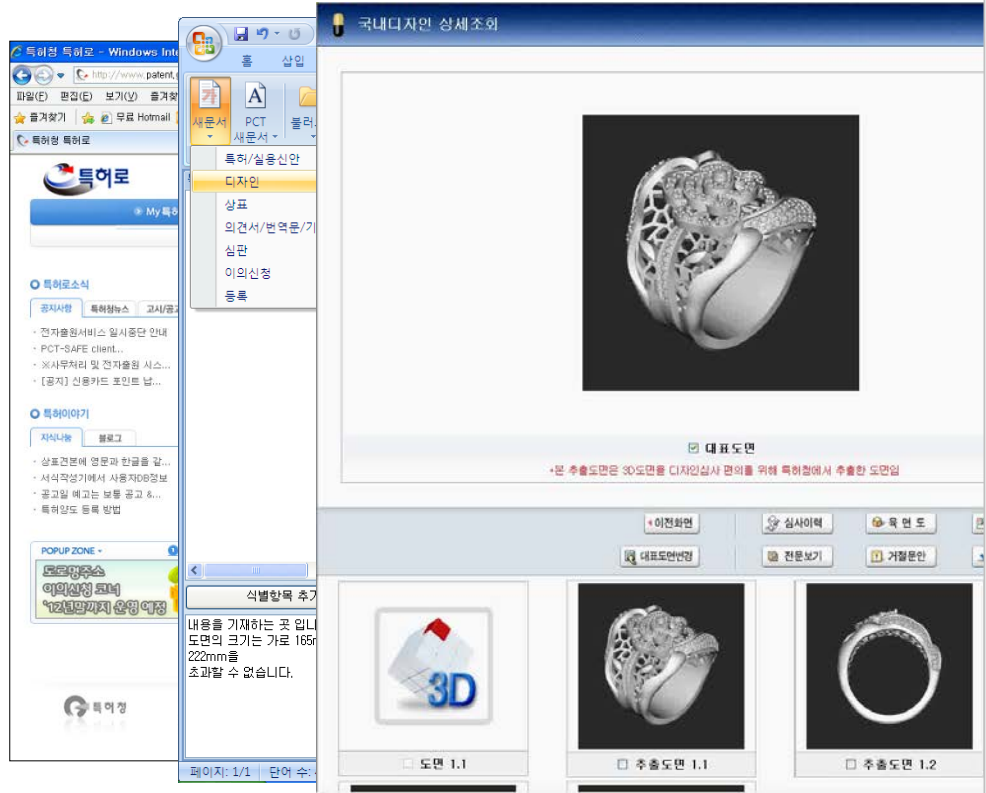 특허청 특허로 - Windows Inte
http://www.patent.g
파일(F) 편집(E) 보기(V) 즐겨찾
즐겨찾기 무료 Hotmail
특허청 특허로
특허로
My특허
특허로소식
공지사항 특허청뉴스 고시/공고
· 전자출원서비스 일시중단 안내
· PCT-SAFE client...
· ※사무처리 및 전자출원 시스...
· [공지] 신용카드 포인트 납...
특허이야기
지식나눔 블로그
· 상표견본에 영문과 한글을 같...
· 서식작성기에서 사용자DB정보
· 공고일 예고는 보통 공고 &...
· 특허양도 등록 방법
POPUP ZONE
도로명주소
이의신청 코너
'12년말까지 운영 예정
특허청
홈 삽입
새문서
PCT
새문서
불러
특허/실용신안
디자인
상표
의견서/번역문/기
심판
이의신청
등록
식별항목 추가
내용을 기재하는 곳 입니
도면의 크기는 가로 165m
222mm을
초과할 수 없습니다.
페이지: 1/1 단어 수:
국내디자인 상세조회
대표도면
*본 추출도면은 3D도면을 디자인심사 편의를 위해 특허청에서 추출한 도면임
이전화면 심사이력 육면도
대표도면변경 전문보기 거절문안
3D
도면 1.1
추출도면 1.1
추출도면 1.2